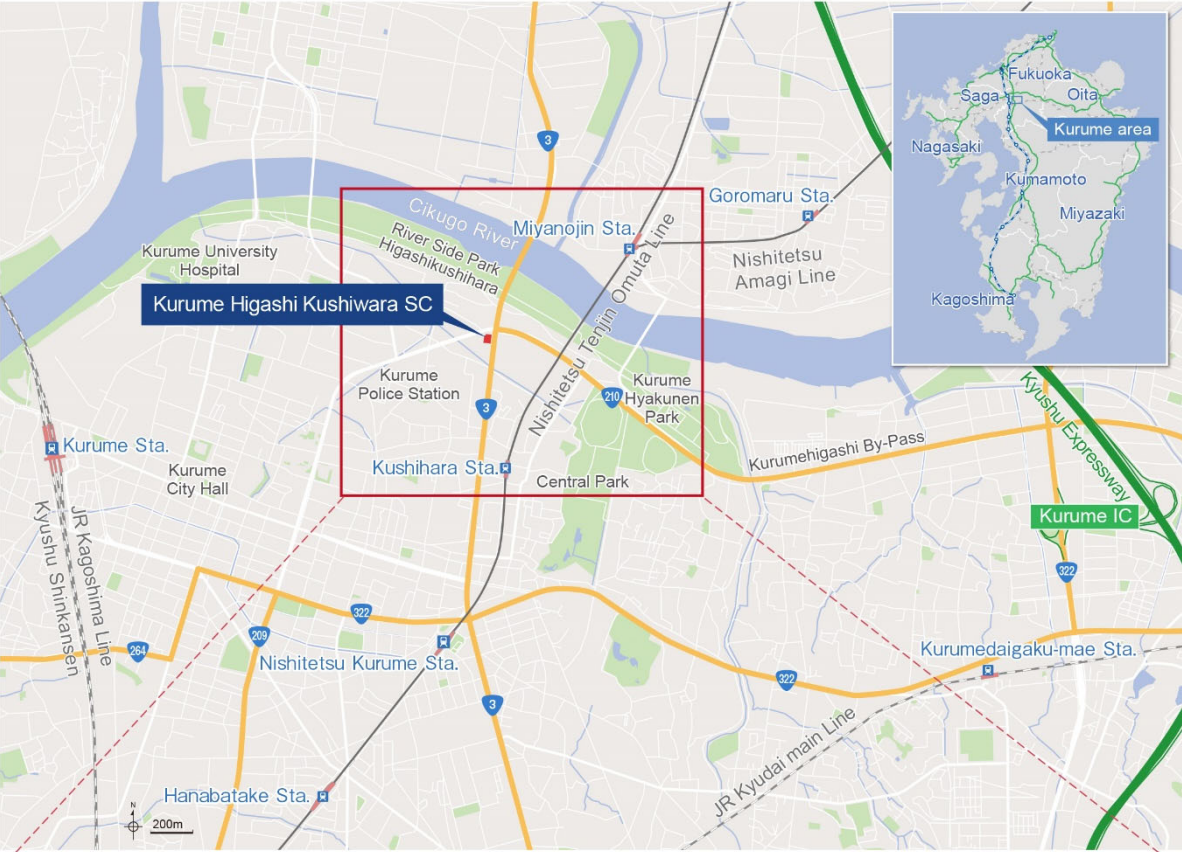 Fukuoka
Saga
Oita
Kurume area
Nagasaki
Kumamoto
Miyazaki
Kagoshima
3
Cikugo River
Miyanojin Sta.
Goromaru Sta.
River Side Park
Higashikushihara
Kurume University
Hospital
Nishitetsu
Amagi Line
Kurume Higashi Kushiwara SC
Nishitetsu Tenjin Omuta Line
Kurume
Police Station
3
210
Kurume
Hyakunen
Park
Kyushu Expressway
Kurume Sta.
Kurumehigashi By-Pass
Kushihara Sta.
Kurume
City Hall
Central Park
Kurume IC
JR Kagoshima Line
Kyushu Shinkansen
322
322
209
264
Nishitetsu Kurume Sta.
Kurumedaigaku-mae Sta.
322
3
JR Kyudai main Line
Hanabatake Sta.
N
200m